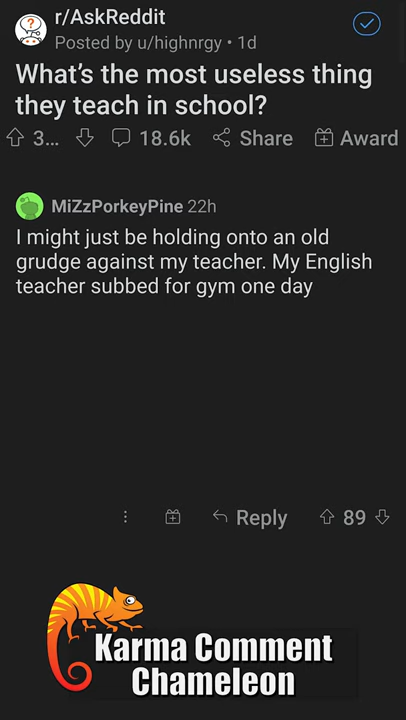 r/AskReddit
Posted by u/highnrgy • 1d
What's the most useless thing
they teach in school?
3... 18.6k Share Award
MiZzPorkeyPine 22h
I might just be holding onto an old
grudge against my teacher. My English
teacher subbed for gym one day
Reply 89
Karma Comment
Chameleon